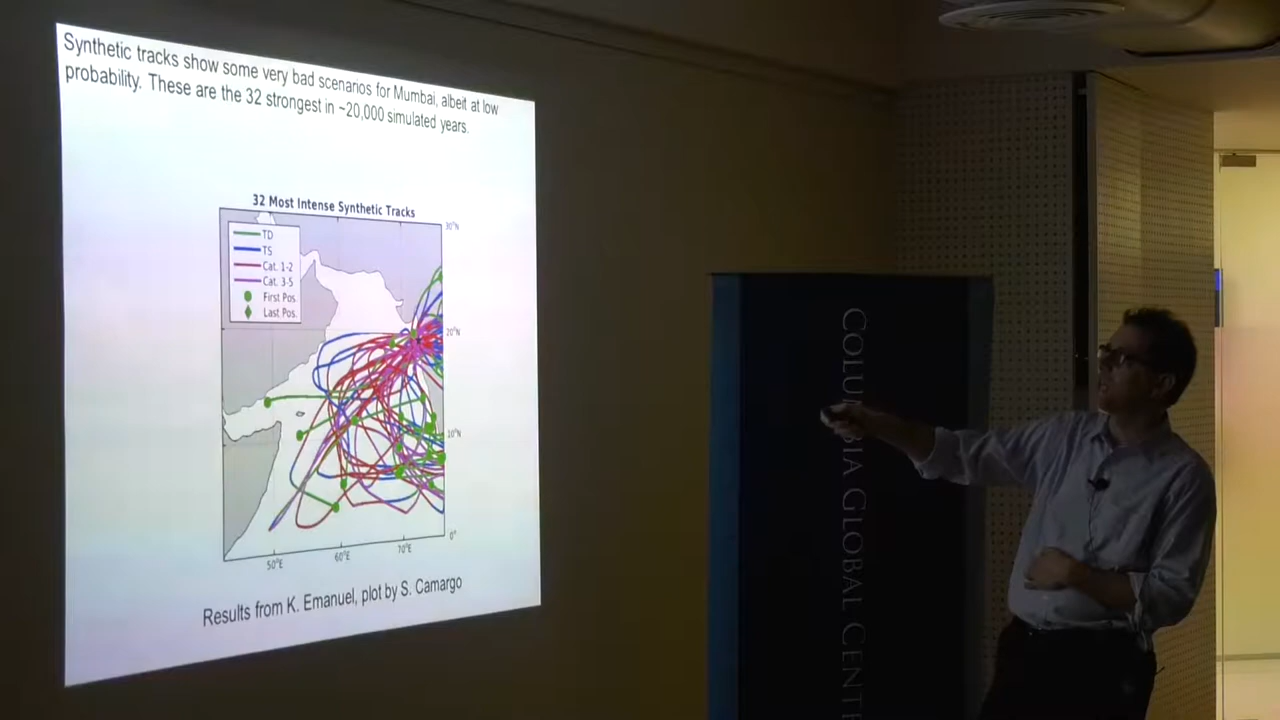 Synthetic tracks show some very bad scenarios for Mumbai, albeit at low
probability. These are the 32 strongest in ~20,000 simulated years.
32 Most Intense Synthetic Tracks
TD
TS
Cat. 1-2
Cat. 3-5
First Pos.
Last Pos.
30°N
20°N
10°N
0°
50°E
60°E
70°E
Results from K. Emanuel, plot by S. Camargo
COLUMBIA GLOBAL CENT